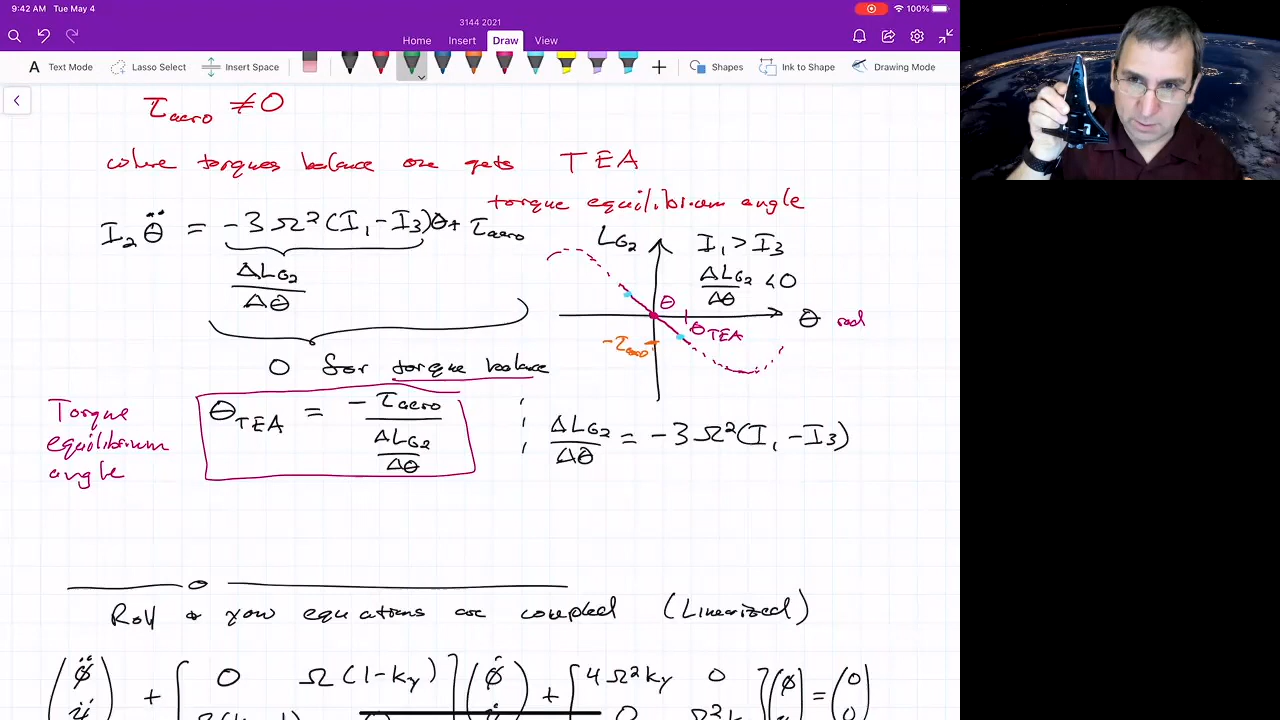 9:42 AM Tue May 4
100%
3144 2021
Home Insert Draw View
A Text Mode Lasso Select Insert Space Shapes Ink to Shape Drawing Mode
τaero ≠ 0
where torques balance one gets TEA
torque equilibrium angle
I₂ θ̈ = -3Ω²(I₁-I₃)θ + τaero
ΔLG₂
Δθ
LG₂
I₁ > I₃
ΔLG₂ < 0
Δθ
θ
θ rad
θTEA
-τaero
0 for torque balance
Torque
equilibrium
angle
θTEA = -τaero
ΔLG₂
Δθ
;
ΔLG₂ = -3Ω²(I₁-I₃)
Δθ
Roll & yaw equations are coupled (Linearized)
φ̈ + 0 Ω(1-kY) φ̇ + 4Ω²kY 0 φ = 0